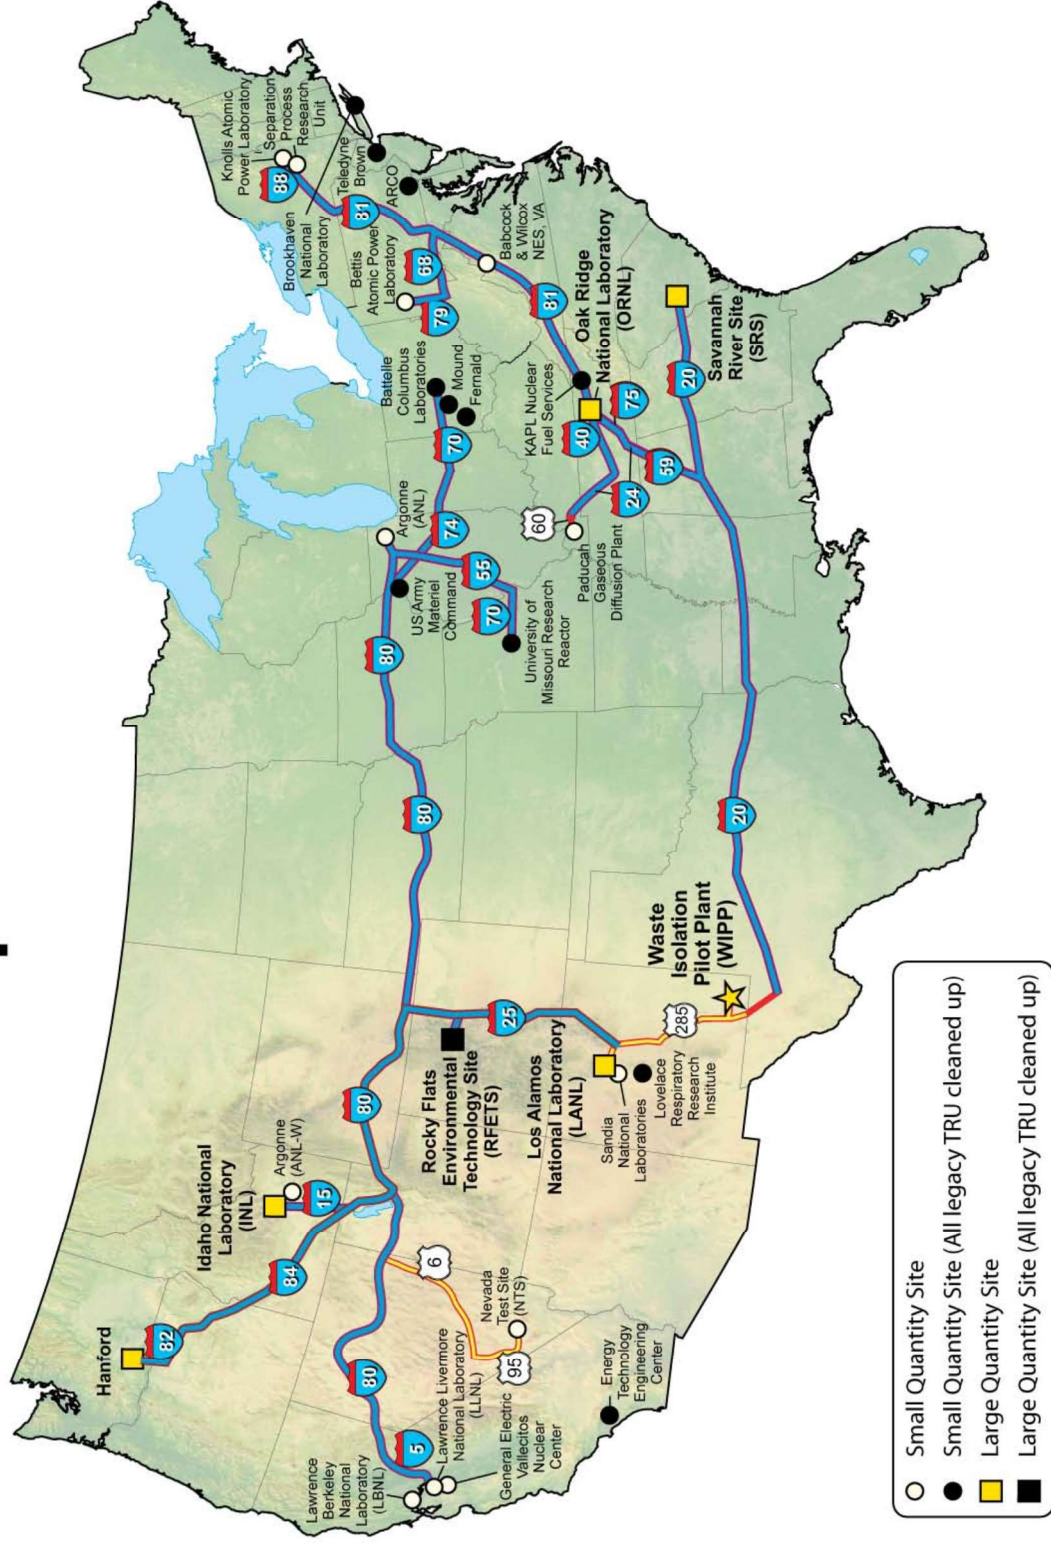 Hanford
82
84
Idaho National
Laboratory
(INL)
Argonne
(ANL-W)
15
80
80
5
Lawrence
Berkeley
National
Laboratory
(LBNL)
Lawrence Livermore
National Laboratory
(LLNL)
General Electric
Vallecitos
Nuclear
Center
6
95
Nevada
Test Site
(NTS)
Energy
Technology
Engineering
Center
Rocky Flats
Environmental
Technology Site
(RFETS)
25
Los Alamos
National Laboratory
(LANL)
Sandia
National
Laboratories
Lovelace
Respiratory
Research
Institute
285
Waste
Isolation
Pilot Plant
(WIPP)
80
80
20
Argonne
(ANL)
US Army
Materiel
Command
55
70
University of
Missouri Research
Reactor
74
70
Battelle
Columbus
Laboratories
Mound
Fernald
60
Paducah
Gaseous
Diffusion Plant
24
40
59
75
KAPL Nuclear
Fuel Services
Oak Ridge
National Laboratory
(ORNL)
20
Savannah
River Site
(SRS)
81
Babcock
& Wilcox
NES, VA
79
68
Bettis
Atomic Power
Laboratory
81
ARCO
Teledyne
Brown
Brookhaven
National
Laboratory
88
Knolls Atomic
Power Laboratory
Separation
Process
Research
Unit
Small Quantity Site
Small Quantity Site (All legacy TRU cleaned up)
Large Quantity Site
Large Quantity Site (All legacy TRU cleaned up)